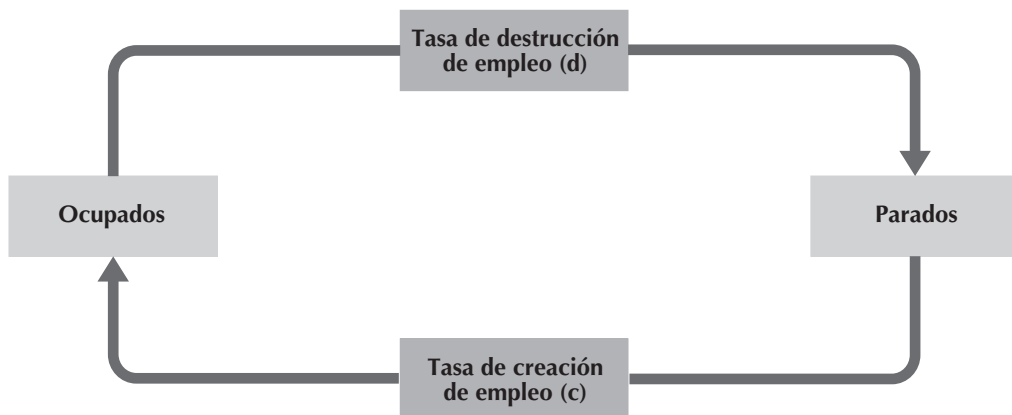 Tasa de destrucción
de empleo (d)
Ocupados
Parados
Tasa de creación
de empleo (c)